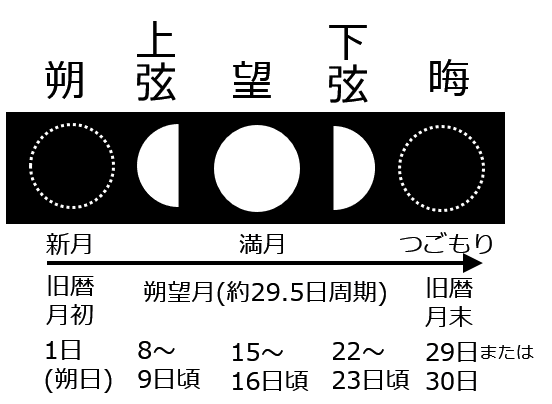 朔
上弦
望
下弦
晦
新月
満月
つごもり
旧暦
月初
朔望月(約29.5日周期)
旧暦
月末
1日
(朔日)
8～
9日頃
15～
16日頃
22～
23日頃
29日または
30日